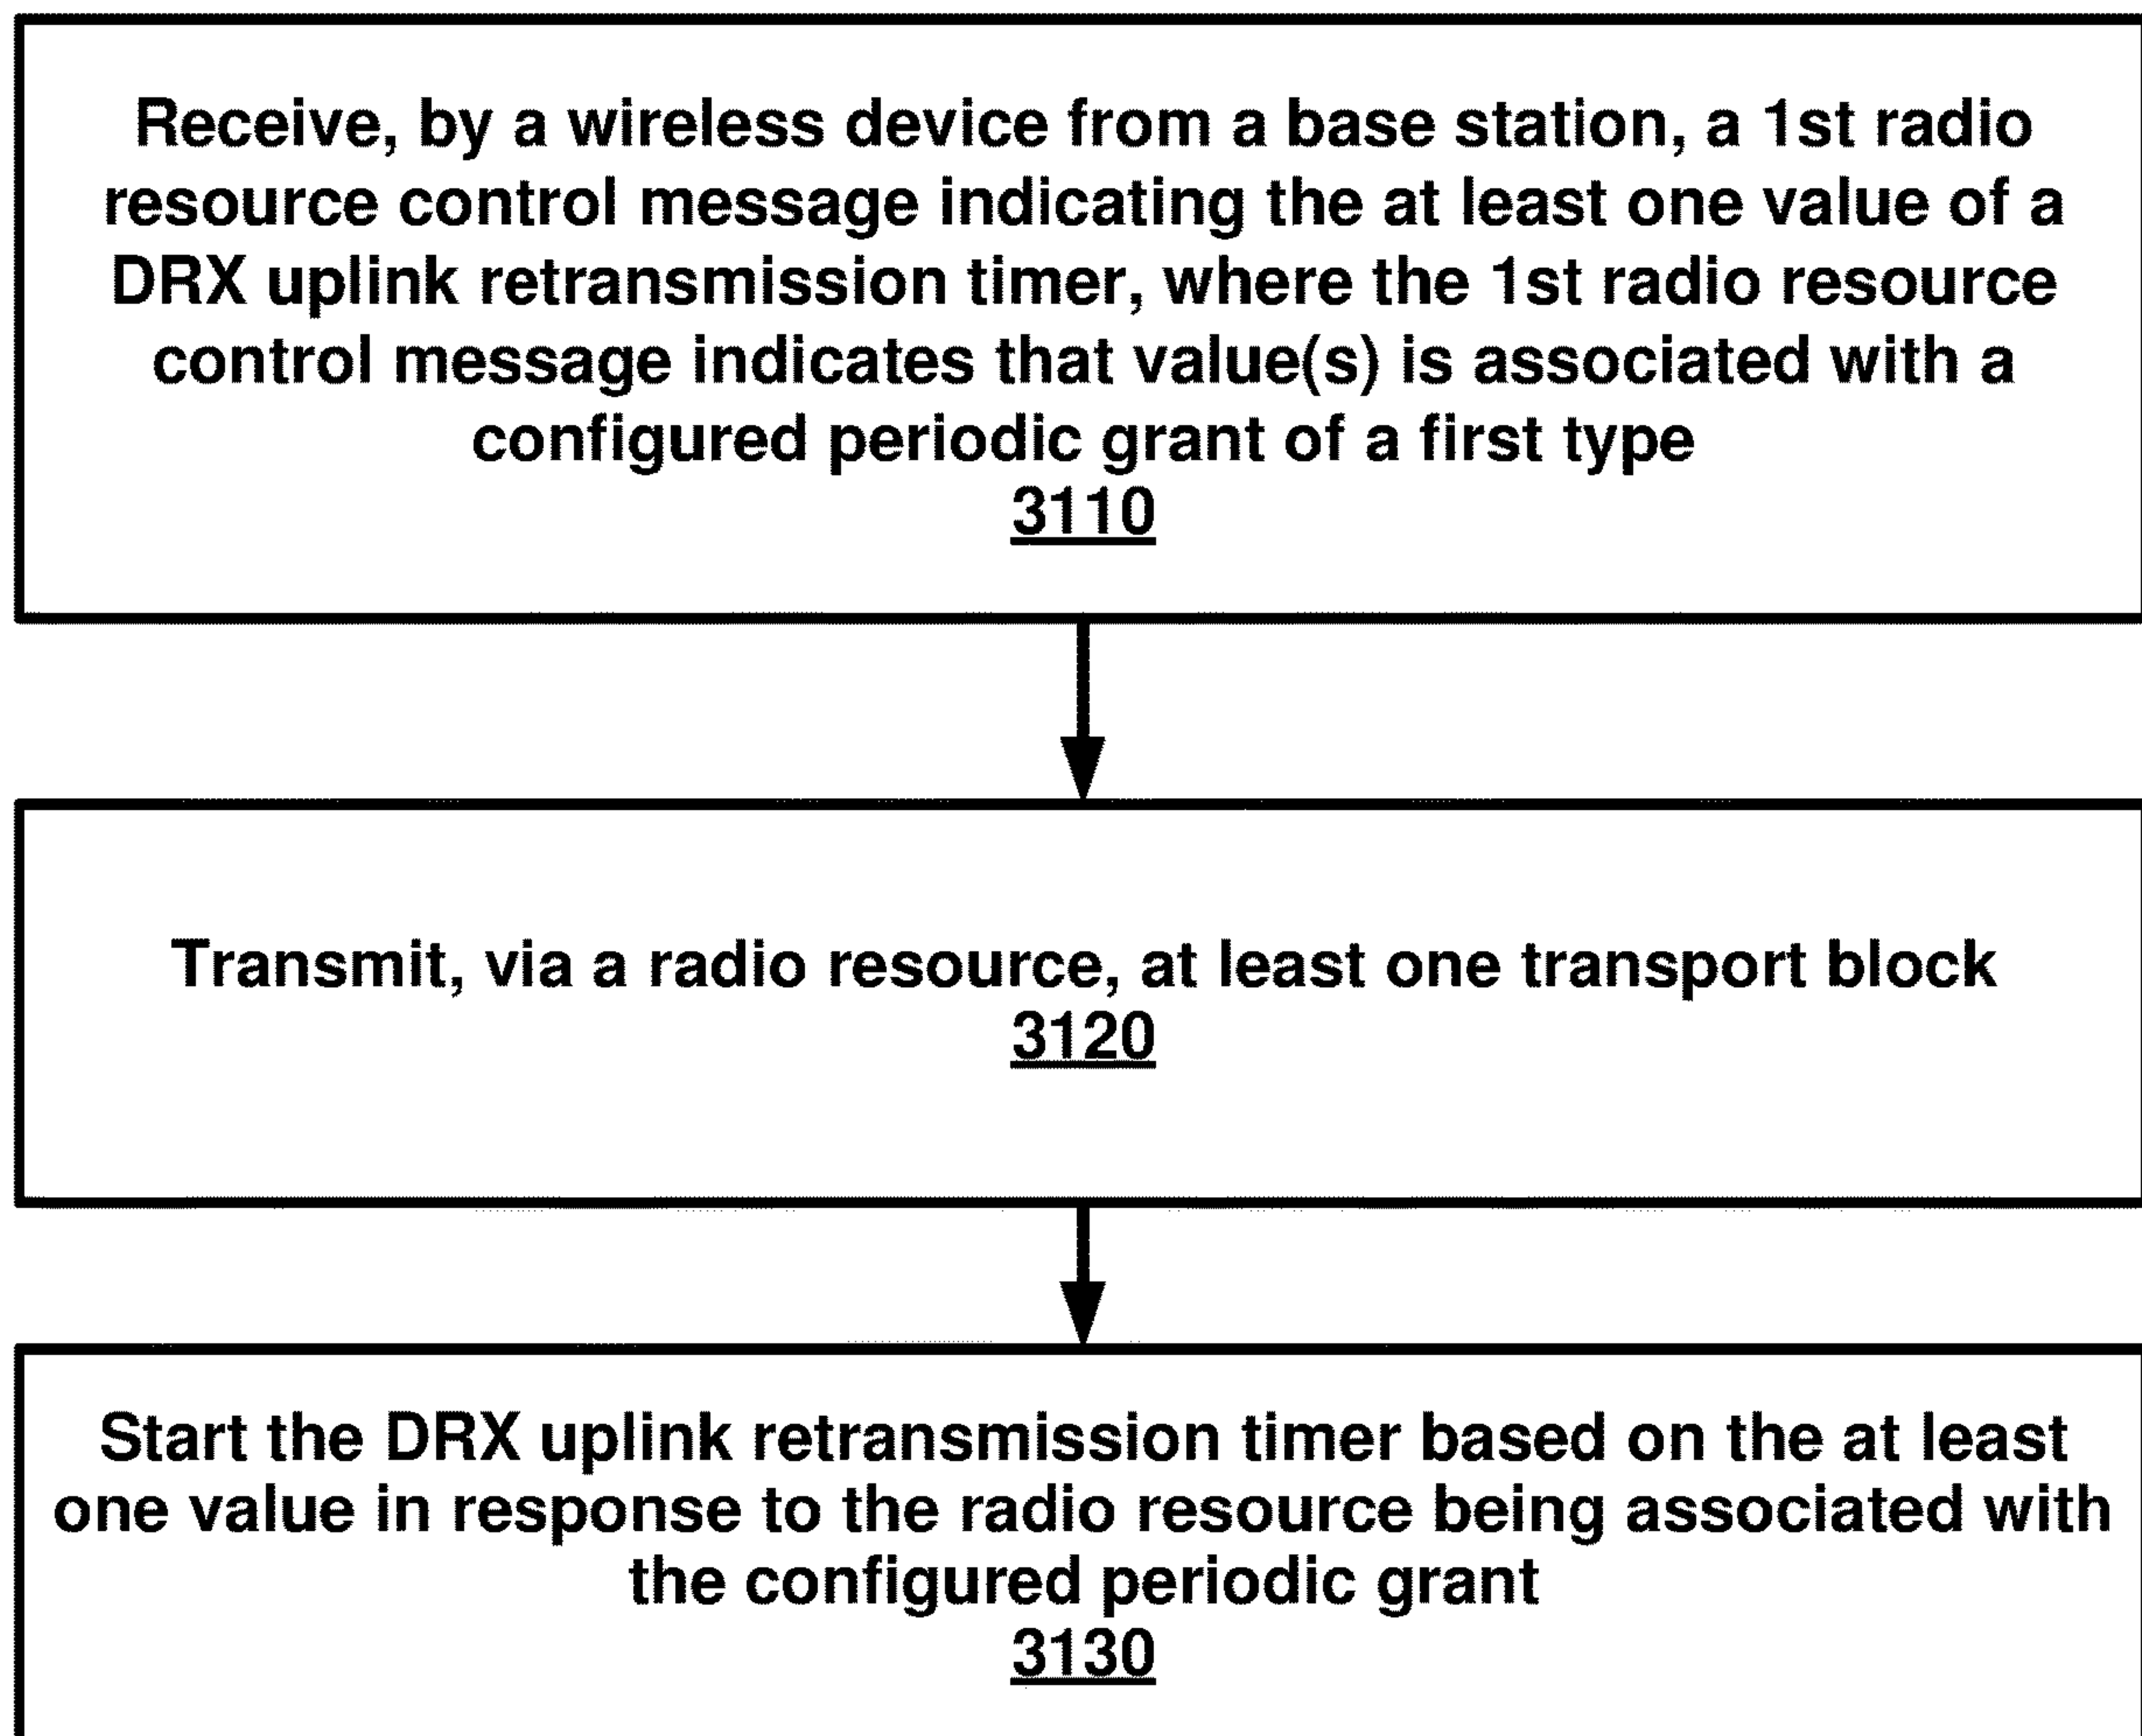 Receive, by a wireless device from a base station, a 1st radio
resource control message indicating the at least one value of a
DRX uplink retransmission timer, where the 1st radio resource
control message indicates that value(s) is associated with a
configured periodic grant of a first type
3110
Transmit, via a radio resource, at least one transport block
3120
Start the DRX uplink retransmission timer based on the at least
one value in response to the radio resource being associated with
the configured periodic grant
3130